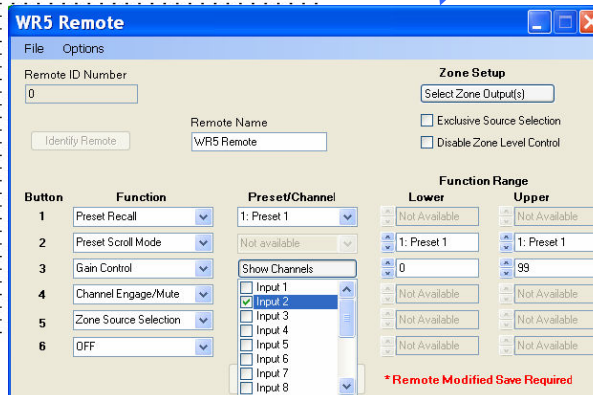 WR5 Remote
File Options
Remote ID Number
0
Zone Setup
Select Zone Output(s)
Identify Remote
Remote Name
WR5 Remote
Exclusive Source Selection
Disable Zone Level Control
Function Range
Button Function Preset/Channel Lower Upper
1 Preset Recall 1: Preset 1 Not Available Not Available
2 Preset Scroll Mode Not available 1: Preset 1 1: Preset 1
3 Gain Control Show Channels 0 99
4 Channel Engage/Mute Not Available Not Available
5 Zone Source Selection Not Available Not Available
6 OFF Not Available Not Available
Input 1
Input 2
Input 3
Input 4
Input 5
Input 6
Input 7
Input 8
* Remote Modified Save Required